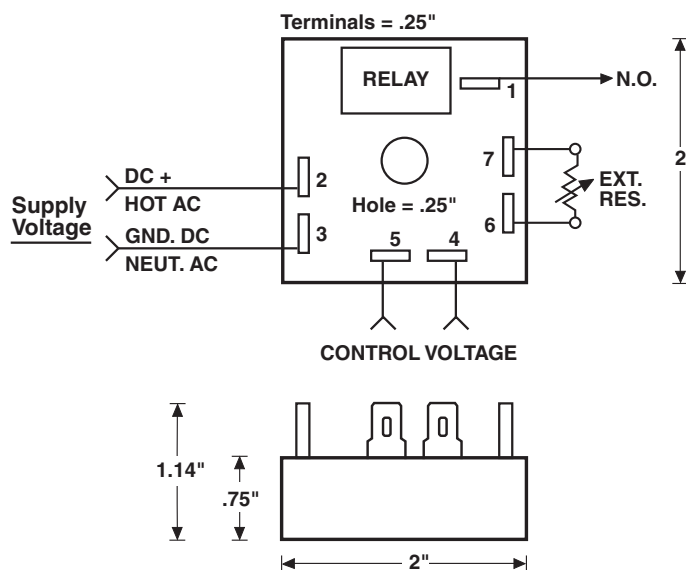 Terminals = .25"
RELAY
1
N.O.
2
DC +
HOT AC
Supply
Voltage
GND. DC
NEUT. AC
2
3
Hole = .25"
7
6
EXT.
RES.
5
4
CONTROL VOLTAGE
1.14"
.75"
2"